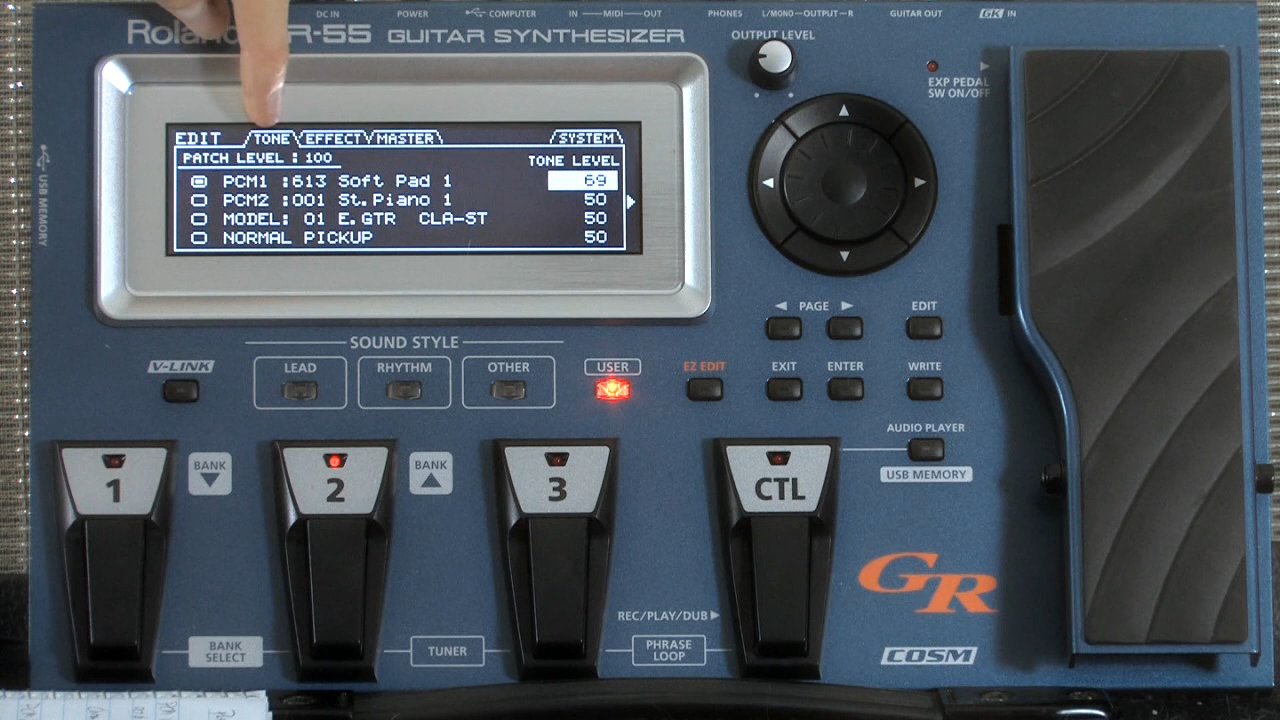 DC IN POWER COMPUTER IN MIDI OUT PHONES L/MONO OUTPUT R GUITAR OUT GK IN
Roland R-55 GUITAR SYNTHESIZER
OUTPUT LEVEL
EXP PEDAL
SW ON/OFF
USB MEMORY
EDIT TONE EFFECT MASTER SYSTEM
PATCH LEVEL : 100
TONE LEVEL
PCM1 :613 Soft Pad 1 69
PCM2 :001 St.Piano 1 50
MODEL: 01 E.GTR CLA-ST 50
NORMAL PICKUP 50
PAGE EDIT
SOUND STYLE
V-LINK LEAD RHYTHM OTHER USER EZ EDIT EXIT ENTER WRITE
AUDIO PLAYER
USB MEMORY
1 BANK 2 BANK 3 CTL
GR
REC/PLAY/DUB
BANK
SELECT
TUNER
PHRASE
LOOP
COSM